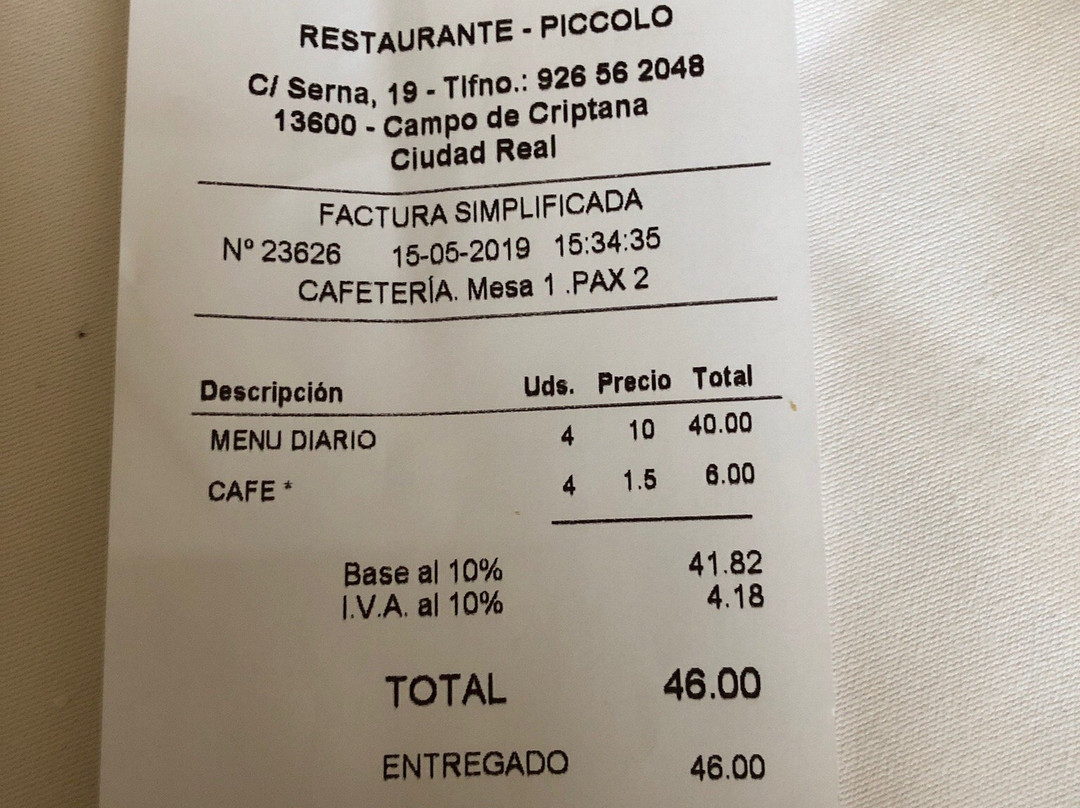 RESTAURANTE - PICCOLO
C/ Serna, 19 - Tlfno.: 926 56 2048
13600 - Campo de Criptana
Ciudad Real
FACTURA SIMPLIFICADA
Nº 23626 15-05-2019 15:34:35
CAFETERÍA. Mesa 1 .PAX 2
Descripción Uds. Precio Total
MENU DIARIO 4 10 40.00
CAFE * 4 1.5 6.00
Base al 10% 41.82
I.V.A. al 10% 4.18
TOTAL 46.00
ENTREGADO 46.00